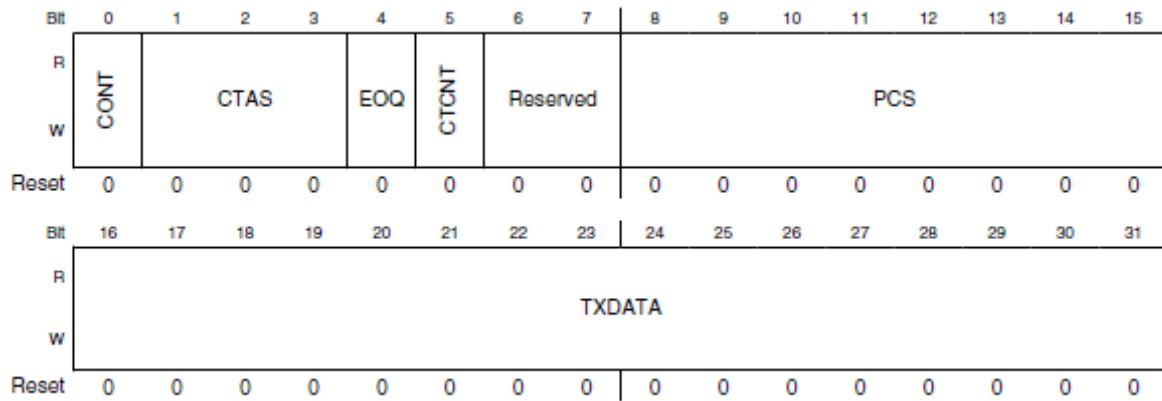 Bit 0 1 2 3 4 5 6 7 8 9 10 11 12 13 14 15
R
W
CONT CTAS EOQ CTCNT Reserved PCS
Reset 0 0 0 0 0 0 0 0 0 0 0 0 0 0 0 0
Bit 16 17 18 19 20 21 22 23 24 25 26 27 28 29 30 31
R
TXDATA
W
Reset 0 0 0 0 0 0 0 0 0 0 0 0 0 0 0 0